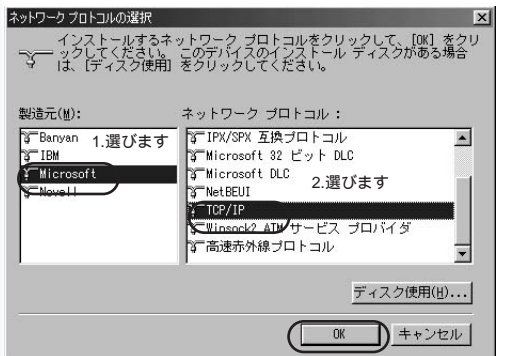 ネットワーク プロトコルの選択
インストールするネットワーク プロトコルをクリックして、[OK] をクリ
ックしてください。 このデバイスのインストール ディスクがある場合
は、[ディスク使用] をクリックしてください。
製造元(M):
Banyan
IBM
Microsoft
Novell
1.選びます
ネットワーク プロトコル :
IPX/SPX 互換プロトコル
Microsoft 32 ビット DLC
Microsoft DLC
NetBEUI
TCP/IP
Winsock2 ATM サービス プロバイダ
高速赤外線プロトコル
2.選びます
ディスク使用(H)...
OK
キャンセル